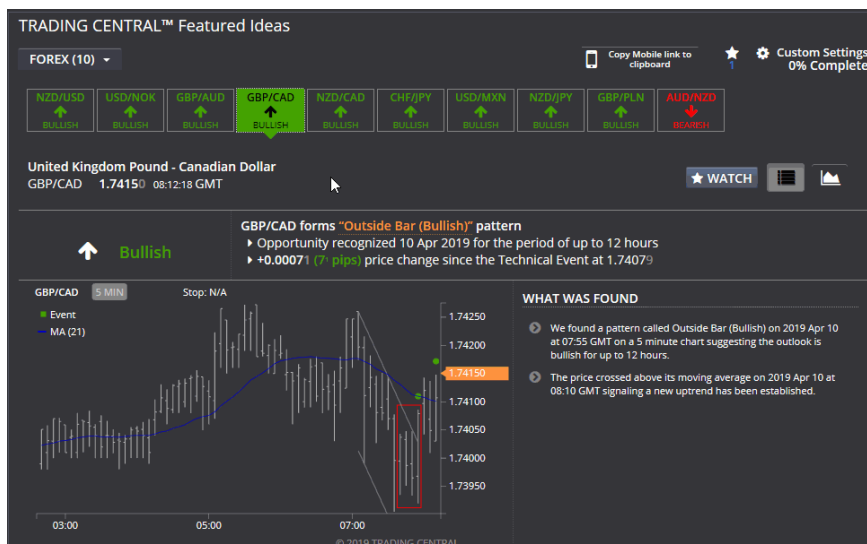 TRADING CENTRAL™ Featured Ideas
FOREX (10)
Copy Mobile link to
clipboard
1
Custom Settings
0% Complete
NZD/USD USD/NOK GBP/AUD GBP/CAD NZD/CAD CHF/JPY USD/MXN NZD/JPY GBP/PLN AUD/NZD
BULLISH BULLISH BULLISH BULLISH BULLISH BULLISH BULLISH BULLISH BULLISH BEARISH
United Kingdom Pound - Canadian Dollar
GBP/CAD 1.74150 08:12:18 GMT
WATCH
Bullish
GBP/CAD forms "Outside Bar (Bullish)" pattern
Opportunity recognized 10 Apr 2019 for the period of up to 12 hours
+0.00071 (7¹ pips) price change since the Technical Event at 1.74079
GBP/CAD 5 MIN Stop: N/A
Event
MA (21)
1.74250
1.74200
1.74150
1.74100
1.74050
1.74000
1.73950
03:00 05:00 07:00
© 2019 TRADING CENTRAL
WHAT WAS FOUND
We found a pattern called Outside Bar (Bullish) on 2019 Apr 10
at 07:55 GMT on a 5 minute chart suggesting the outlook is
bullish for up to 12 hours.
The price crossed above its moving average on 2019 Apr 10 at
08:10 GMT signaling a new uptrend has been established.